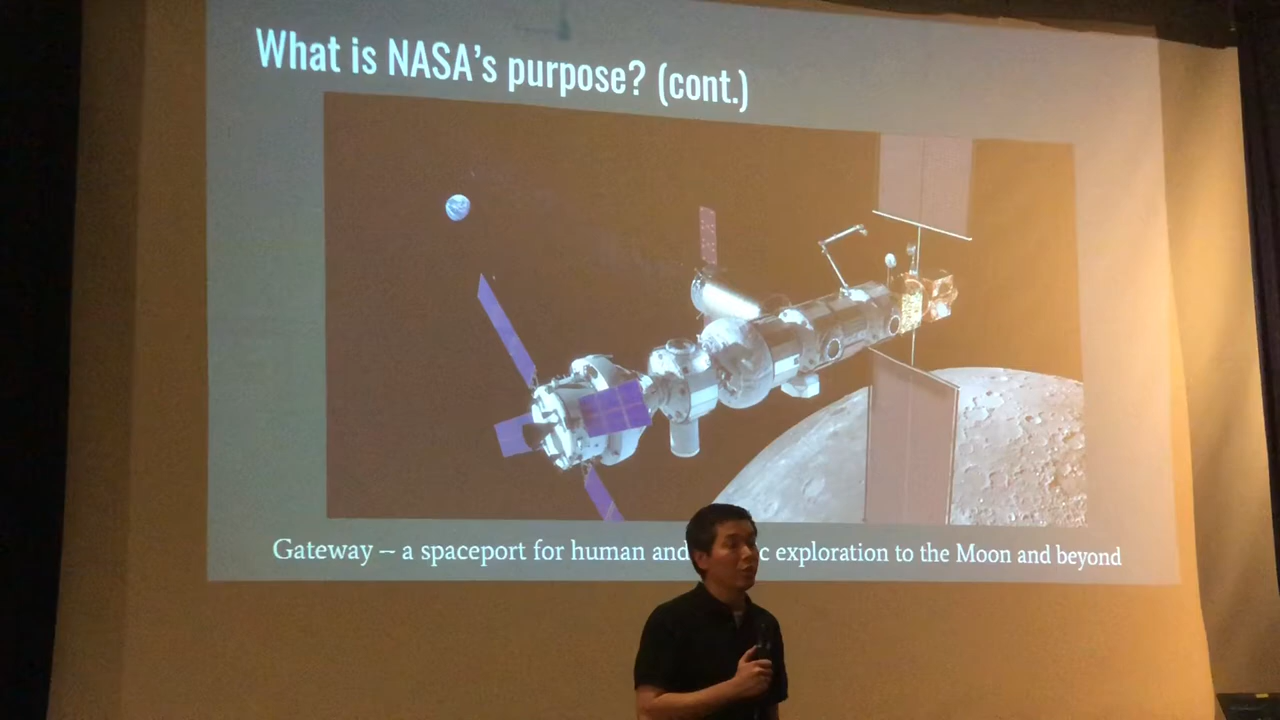 What is NASA's purpose? (cont.)
Gateway – a spaceport for human and c exploration to the Moon and beyond